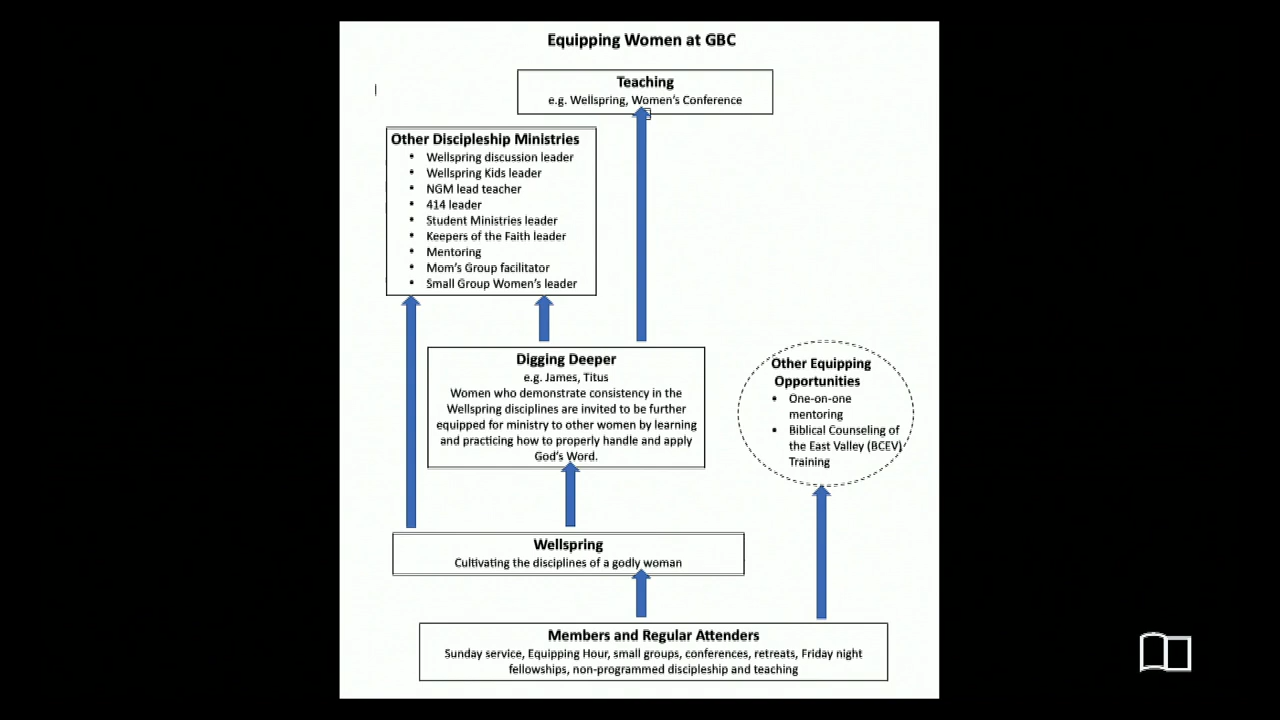 Equipping Women at GBC
Teaching
e.g. Wellspring, Women's Conference
Other Discipleship Ministries
• Wellspring discussion leader
• Wellspring Kids leader
• NGM lead teacher
• 414 leader
• Student Ministries leader
• Keepers of the Faith leader
• Mentoring
• Mom's Group facilitator
• Small Group Women's leader
Digging Deeper
e.g. James, Titus
Women who demonstrate consistency in the
Wellspring disciplines are invited to be further
equipped for ministry to other women by learning
and practicing how to properly handle and apply
God's Word.
Other Equipping
Opportunities
• One-on-one
mentoring
• Biblical Counseling of
the East Valley (BCEV)
Training
Wellspring
Cultivating the disciplines of a godly woman
Members and Regular Attenders
Sunday service, Equipping Hour, small groups, conferences, retreats, Friday night
fellowships, non-programmed discipleship and teaching